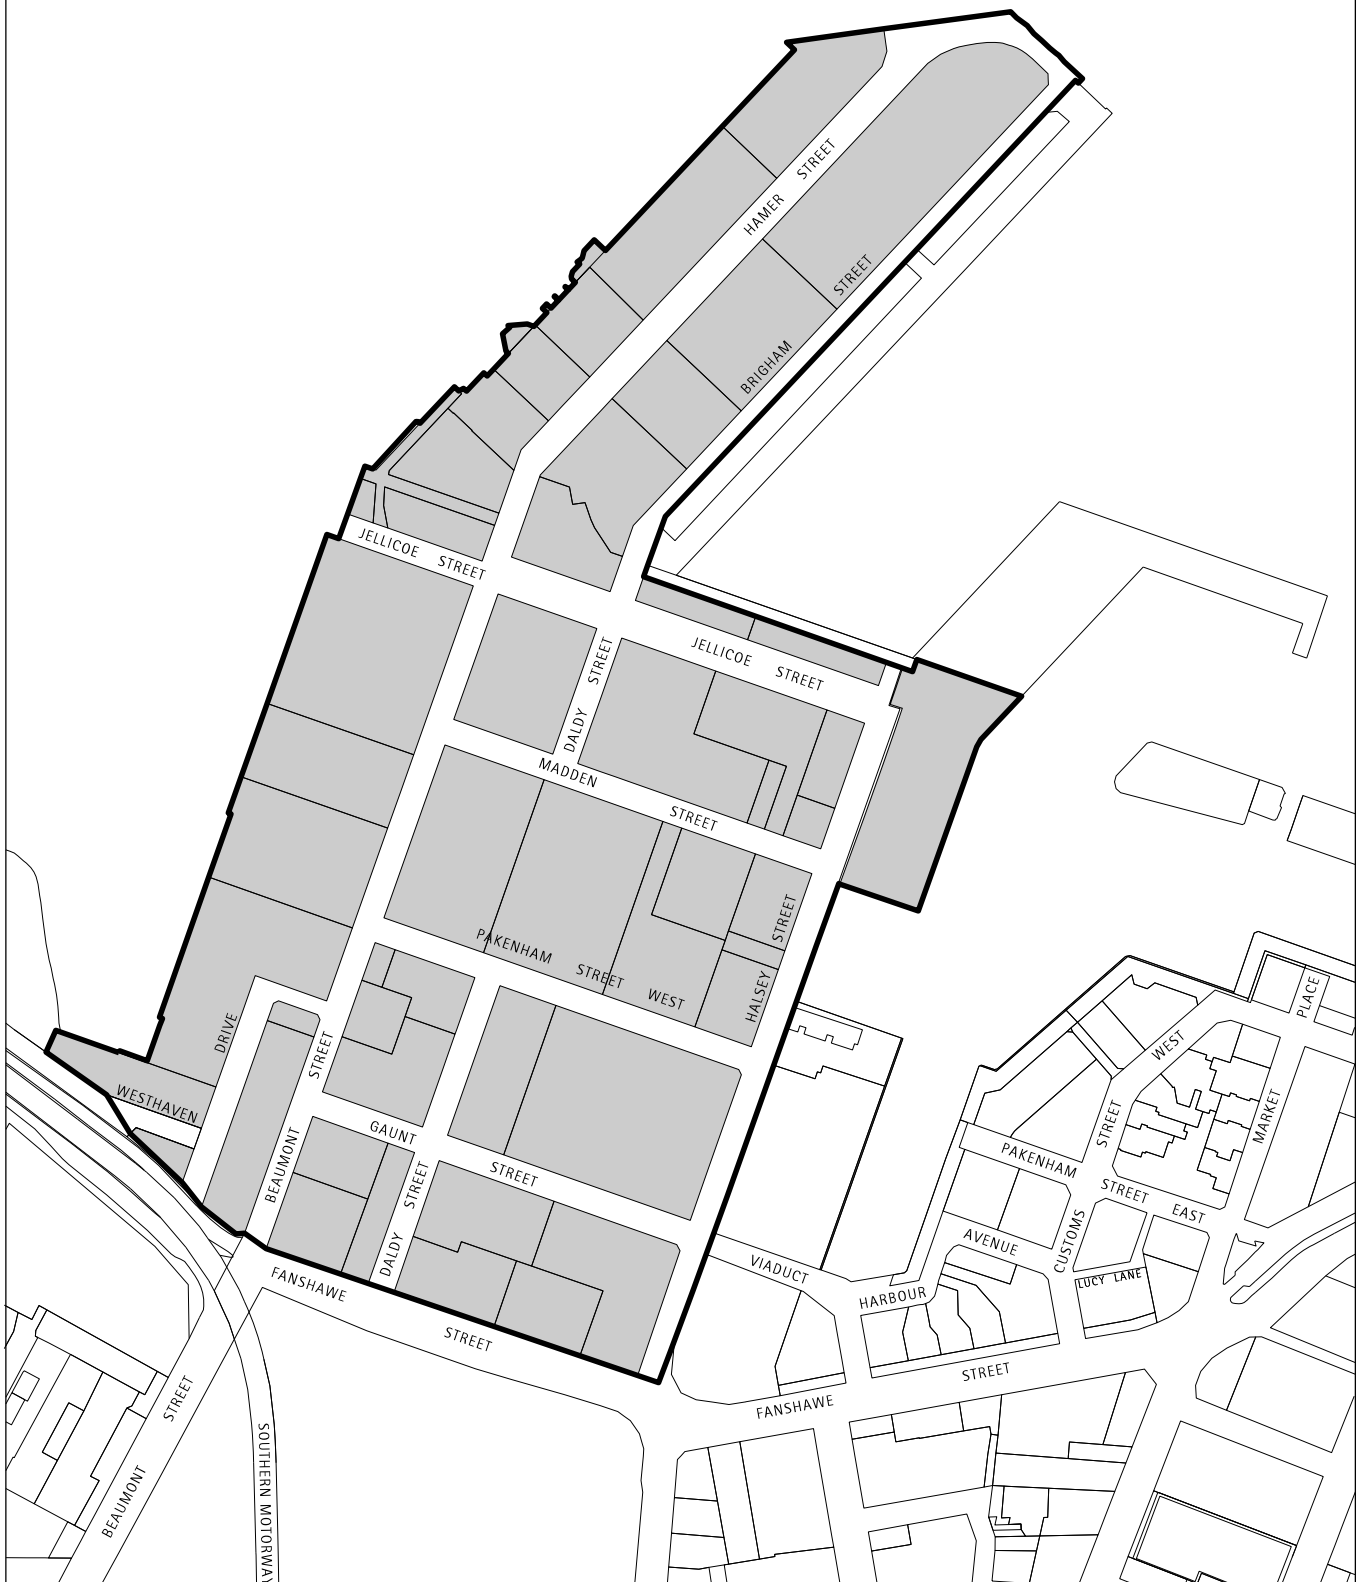 HAMER STREET
BRIGHAM STREET
JELLICOE STREET
JELLICOE STREET
DALDY STREET
MADDEN STREET
PAKENHAM STREET WEST
HALSEY STREET
WESTHAVEN DRIVE
BEAUMONT STREET
GAUNT STREET
DALDY STREET
FANSHAWE STREET
BEAUMONT STREET
SOUTHERN MOTORWAY
VIADUCT HARBOUR AVENUE
FANSHAWE STREET
PAKENHAM STREET EAST
CUSTOMS STREET WEST
LUCY LANE
MARKET PLACE